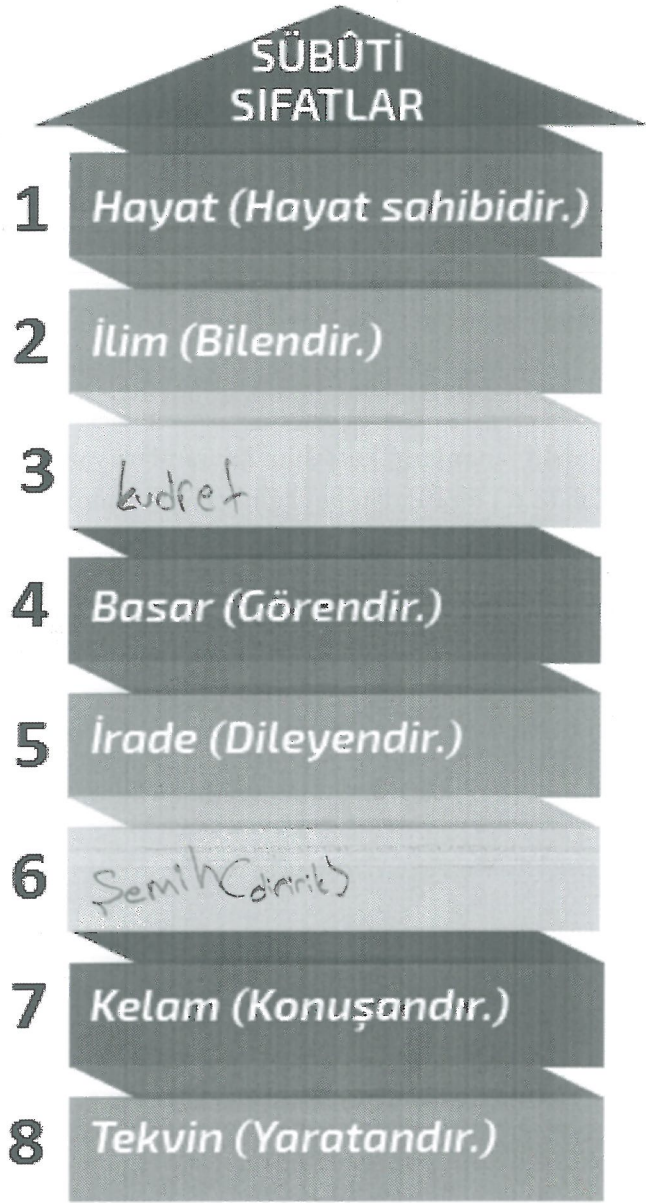 SÜBÛTİ
SIFATLAR
1 Hayat (Hayat sahibidir.)
2 İlim (Bilendir.)
3 kudret
4 Basar (Görendir.)
5 İrade (Dileyendir.)
6 Şemih
7 Kelam (Konuşandır.)
8 Tekvin (Yaratandır.)